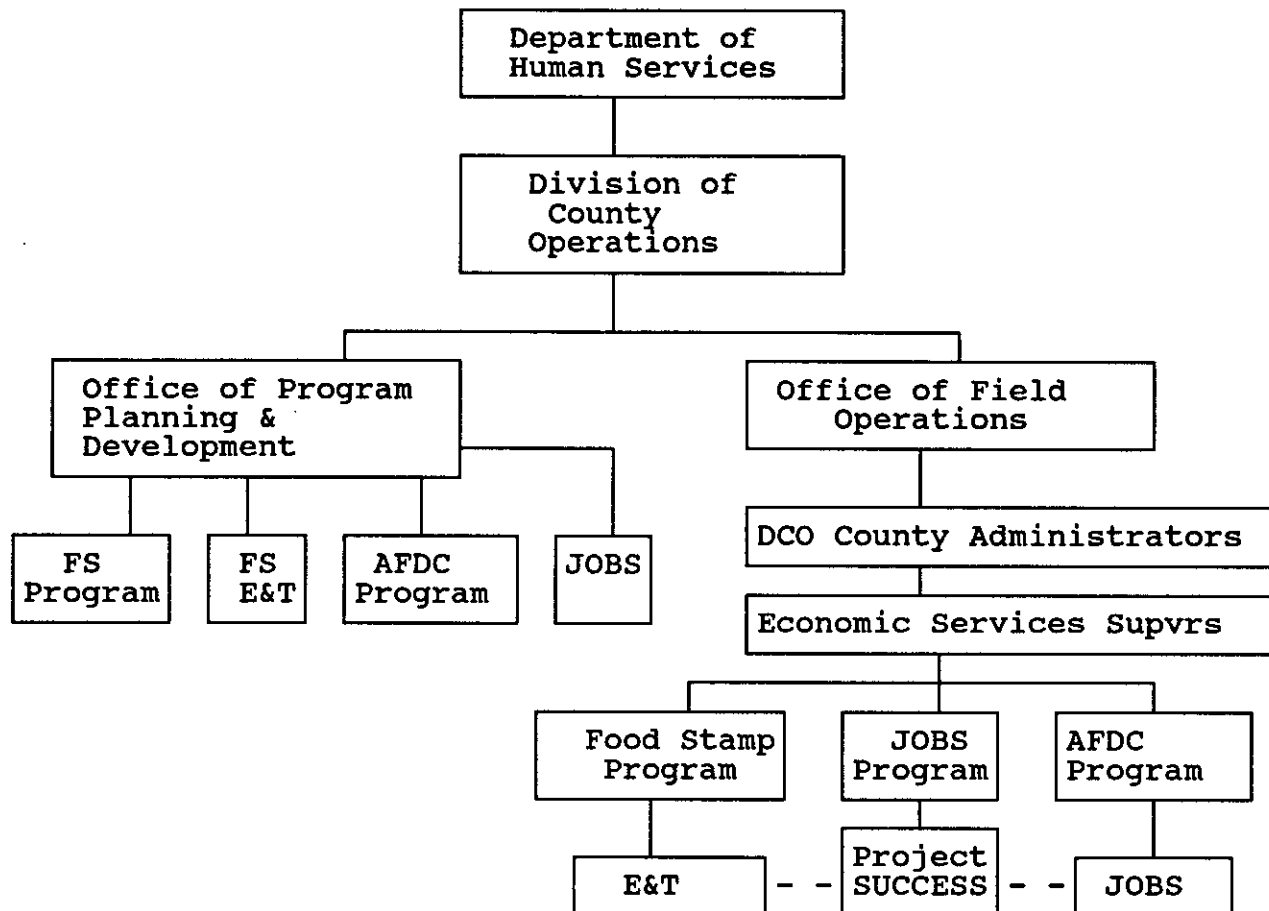 Department of
Human Services
Division of
County
Operations
Office of Program
Planning &
Development
Office of Field
Operations
FS
Program
FS
E&T
AFDC
Program
JOBS
DCO County Administrators
Economic Services Supvrs
Food Stamp
Program
JOBS
Program
AFDC
Program
E&T
Project
SUCCESS
JOBS